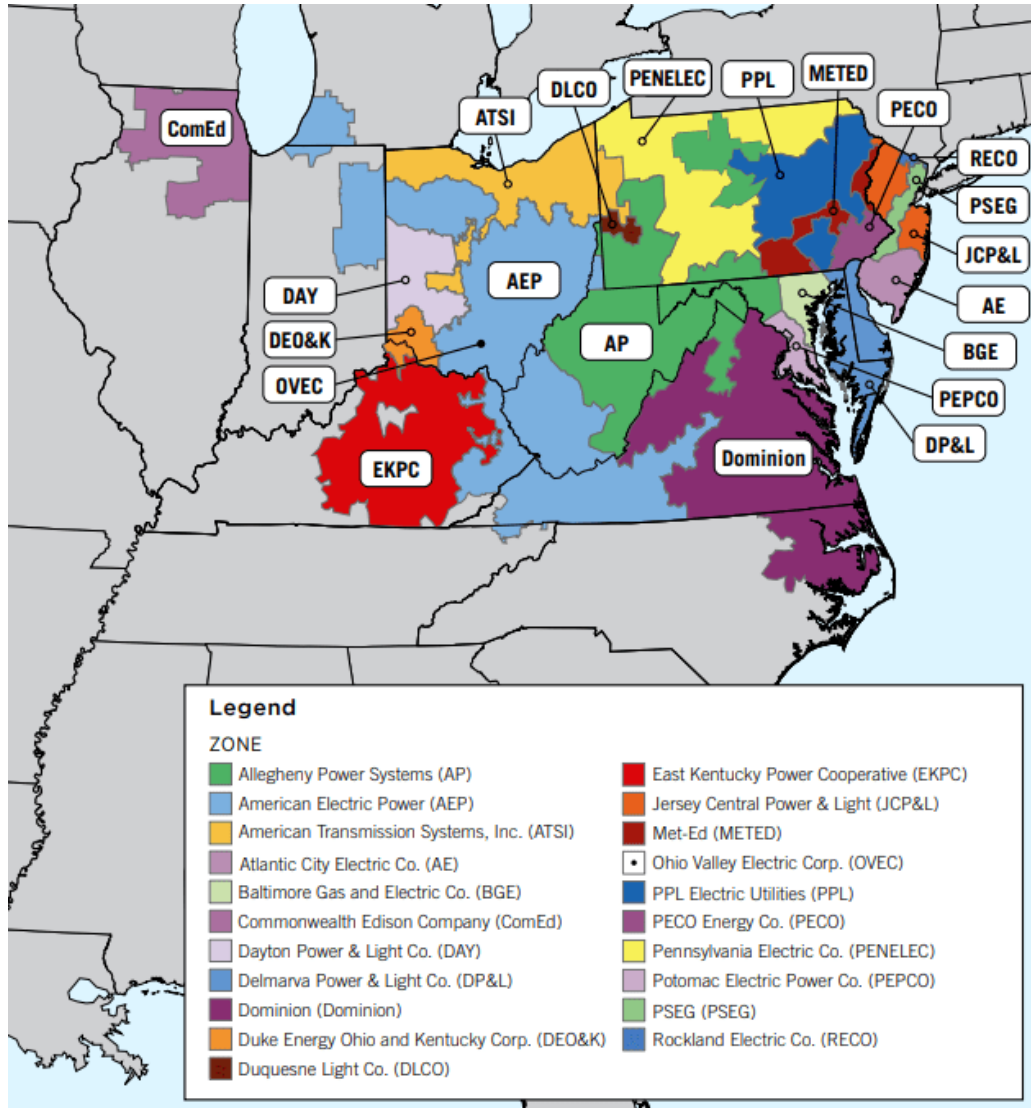 ComEd
ATSI
DLCO
PENELEC
PPL
METED
PECO
RECO
PSEG
JCP&L
AE
BGE
PEPCO
DP&L
DAY
DEO&K
OVEC
AEP
AP
EKPC
Dominion
Legend
ZONE
Allegheny Power Systems (AP)
American Electric Power (AEP)
American Transmission Systems, Inc. (ATSI)
Atlantic City Electric Co. (AE)
Baltimore Gas and Electric Co. (BGE)
Commonwealth Edison Company (ComEd)
Dayton Power & Light Co. (DAY)
Delmarva Power & Light Co. (DP&L)
Dominion (Dominion)
Duke Energy Ohio and Kentucky Corp. (DEO&K)
Duquesne Light Co. (DLCO)
East Kentucky Power Cooperative (EKPC)
Jersey Central Power & Light (JCP&L)
Met-Ed (METED)
Ohio Valley Electric Corp. (OVEC)
PPL Electric Utilities (PPL)
PECO Energy Co. (PECO)
Pennsylvania Electric Co. (PENELEC)
Potomac Electric Power Co. (PEPCO)
PSEG (PSEG)
Rockland Electric Co. (RECO)